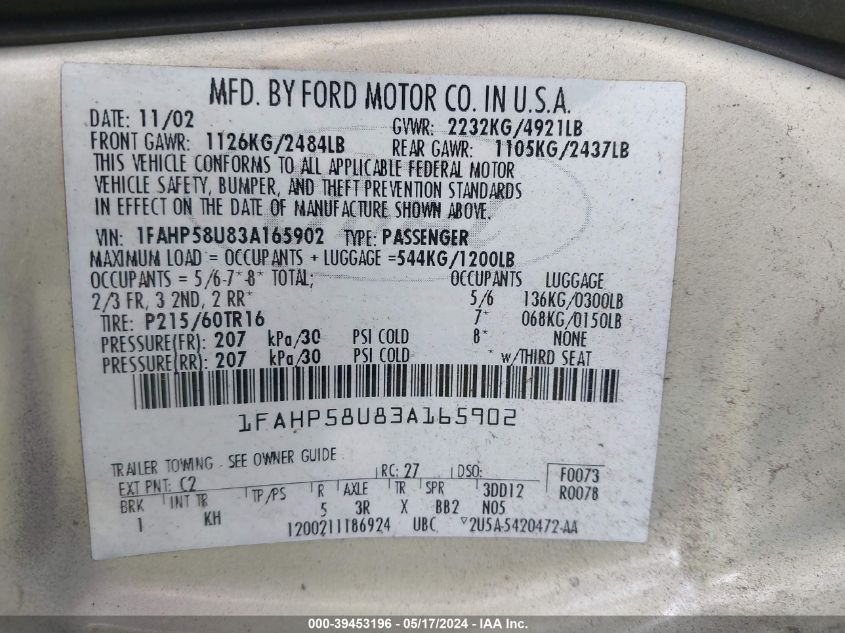 MFD. BY FORD MOTOR CO. IN U.S.A.
DATE: 11/02 GVWR: 2232KG/4921LB
FRONT GAWR: 1126KG/2484LB REAR GAWR: 1105KG/2437LB
THIS VEHICLE CONFORMS TO ALL APPLICABLE FEDERAL MOTOR
VEHICLE SAFETY, BUMPER, AND THEFT PREVENTION STANDARDS
IN EFFECT ON THE DATE OF MANUFACTURE SHOWN ABOVE.
VIN: 1FAHP58U83A165902 TYPE: PASSENGER
MAXIMUM LOAD = OCCUPANTS + LUGGAGE =544KG/1200LB
OCCUPANTS = 5/6-7*-8* TOTAL; OCCUPANTS LUGGAGE
2/3 FR, 3 2ND, 2 RR* 5/6 136KG/0300LB
TIRE: P215/60TR16 7* 068KG/0150LB
PRESSURE(FR): 207 kPa/30 PSI COLD 8* NONE
PRESSURE(RR): 207 kPa/30 PSI COLD * w/THIRD SEAT
1FAHP58U83A165902
TRAILER TOWING - SEE OWNER GUIDE
EXT PNT: C2 RC: 27 DSO: F0073
BRK INT TR TP/PS R AXLE TR SPR 3DD12 R0078
1 KH 5 3R X BB2 N05
1200211186924 UBC 2U5A-5420472-AA
000-39453196 - 05/17/2024 - IAA Inc.